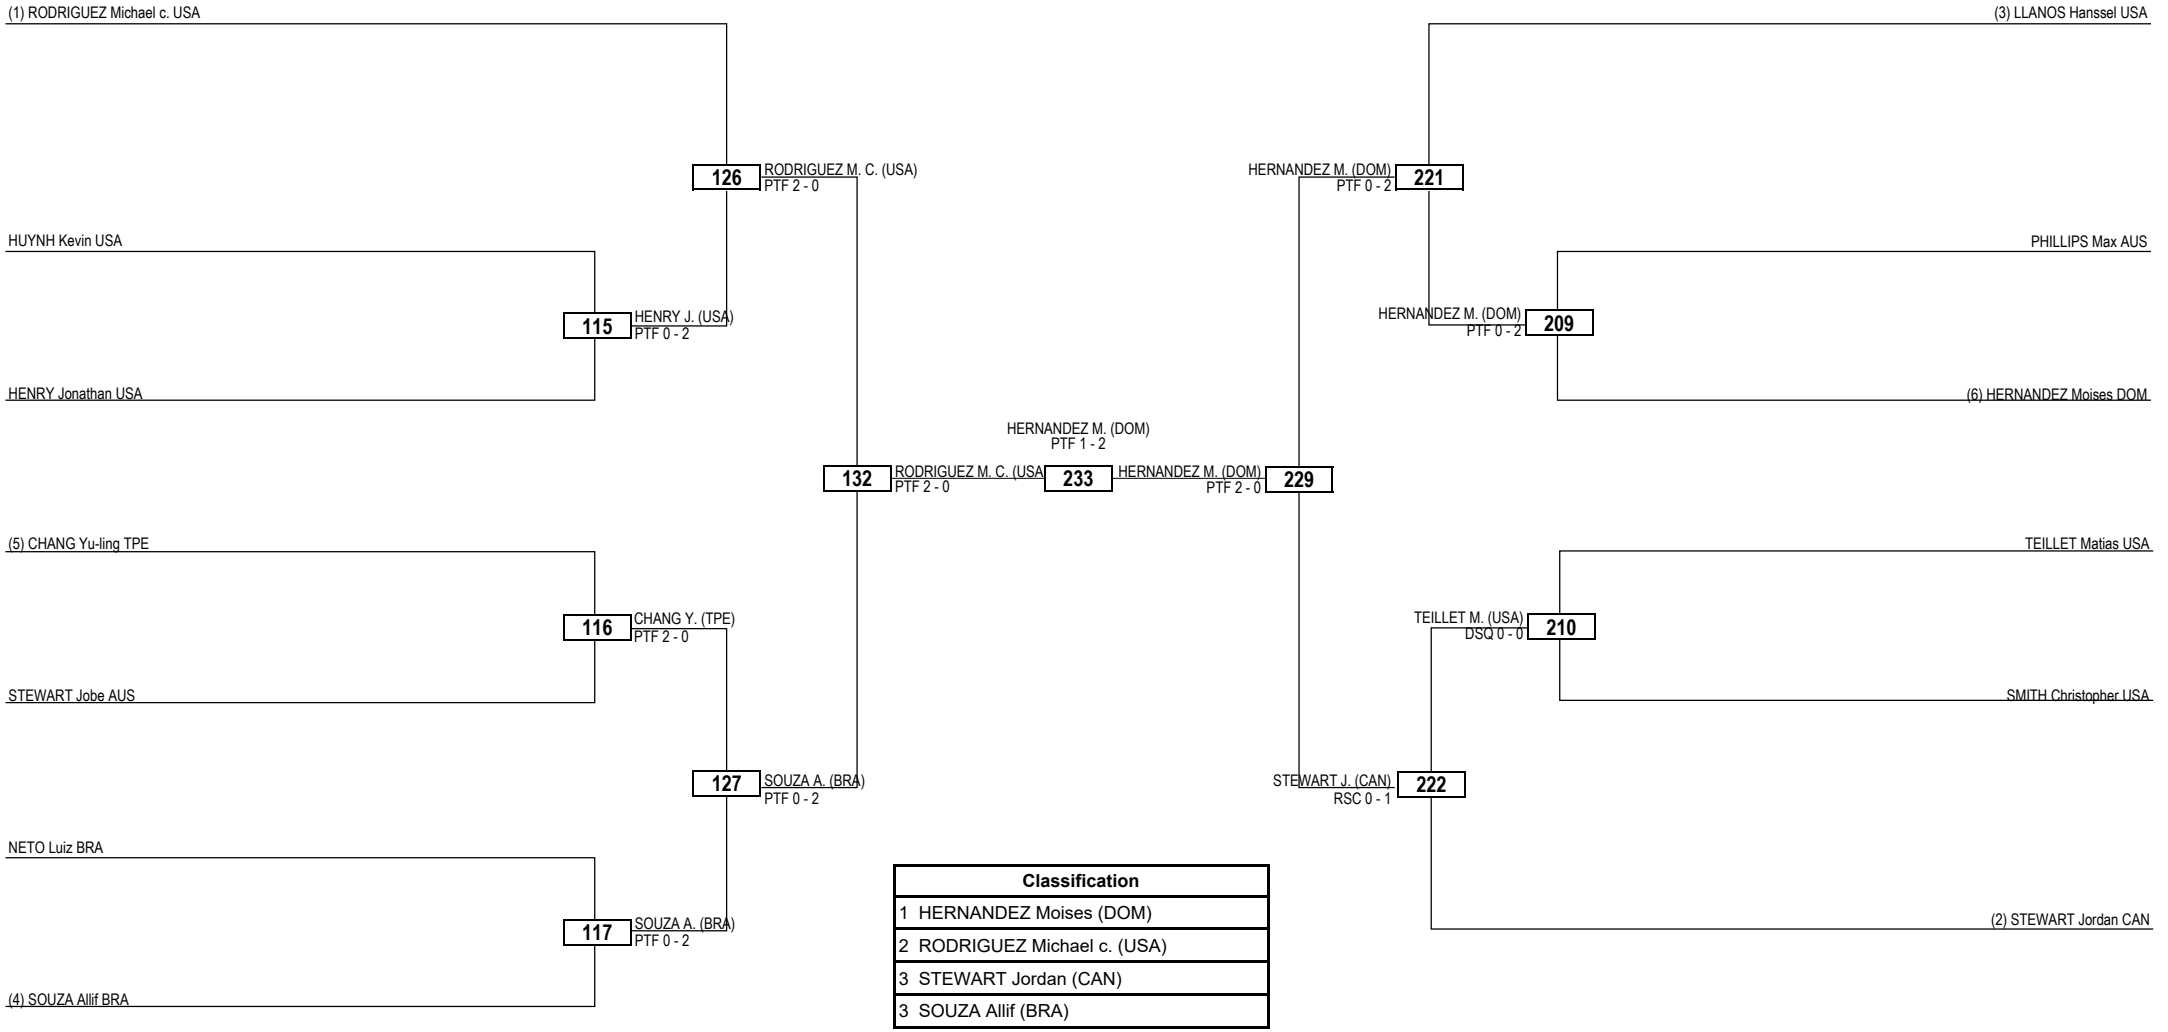 (1) RODRIGUEZ Michael c. USA
(3) LLANOS Hanssel USA
126
RODRIGUEZ M. C. (USA)
PTF 2 - 0
HERNANDEZ M. (DOM)
PTF 0 - 2
221
HUYNH Kevin USA
PHILLIPS Max AUS
115
HENRY J. (USA)
PTF 0 - 2
HERNANDEZ M. (DOM)
PTF 0 - 2
209
HENRY Jonathan USA
(6) HERNANDEZ Moises DOM
HERNANDEZ M. (DOM)
PTF 1 - 2
132
RODRIGUEZ M. C. (USA
PTF 2 - 0
233
HERNANDEZ M. (DOM)
PTF 2 - 0
229
(5) CHANG Yu-ling TPE
TEILLET Matias USA
116
CHANG Y. (TPE)
PTF 2 - 0
TEILLET M. (USA)
DSQ 0 - 0
210
STEWART Jobe AUS
SMITH Christopher USA
127
SOUZA A. (BRA)
PTF 0 - 2
STEWART J. (CAN)
RSC 0 - 1
222
NETO Luiz BRA
117
SOUZA A. (BRA)
PTF 0 - 2
(2) STEWART Jordan CAN
(4) SOUZA Allif BRA
Classification
1 HERNANDEZ Moises (DOM)
2 RODRIGUEZ Michael c. (USA)
3 STEWART Jordan (CAN)
3 SOUZA Allif (BRA)